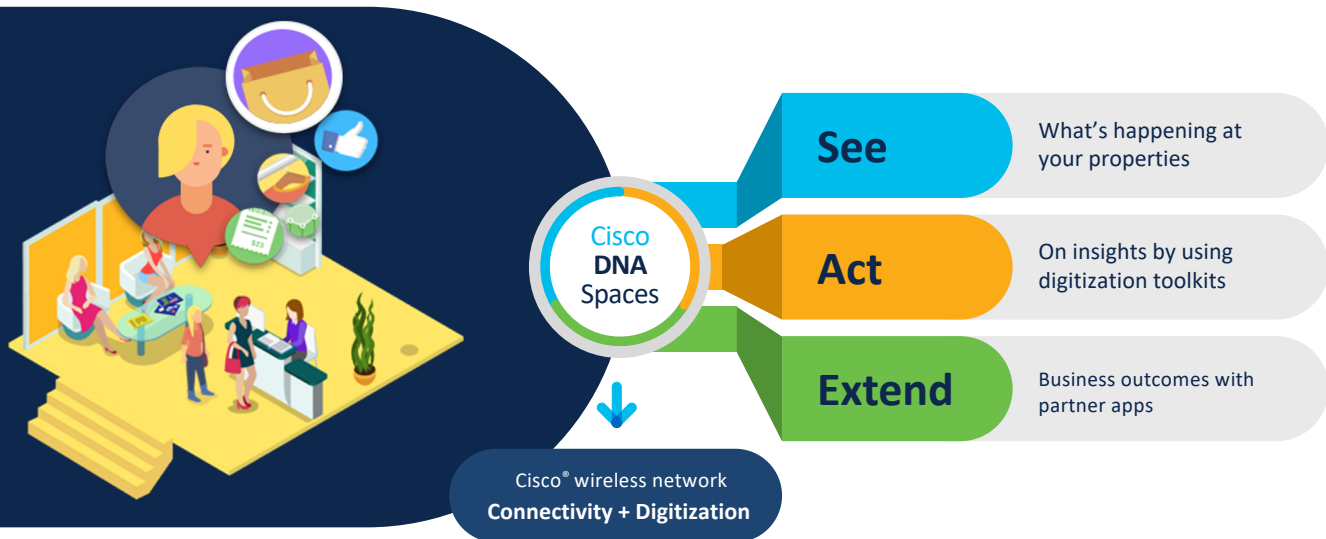 Cisco
DNA
Spaces
See
What's happening at
your properties
Act
On insights by using
digitization toolkits
Extend
Business outcomes with
partner apps
$23
Cisco® wireless network
Connectivity + Digitization